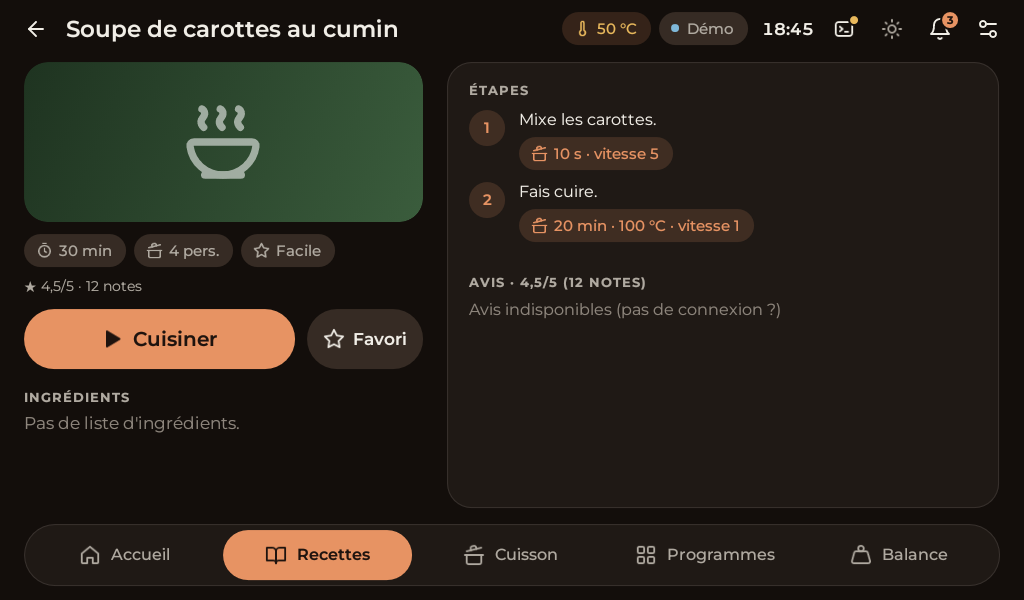 Soupe de carottes au cumin
50 °C
Démo
18:45
3
30 min
4 pers.
Facile
★ 4,5/5 · 12 notes
Cuisiner
Favori
INGRÉDIENTS
Pas de liste d'ingrédients.
ÉTAPES
1
Mixe les carottes.
10 s · vitesse 5
2
Fais cuire.
20 min · 100 °C · vitesse 1
AVIS · 4,5/5 (12 NOTES)
Avis indisponibles (pas de connexion ?)
Accueil
Recettes
Cuisson
Programmes
Balance